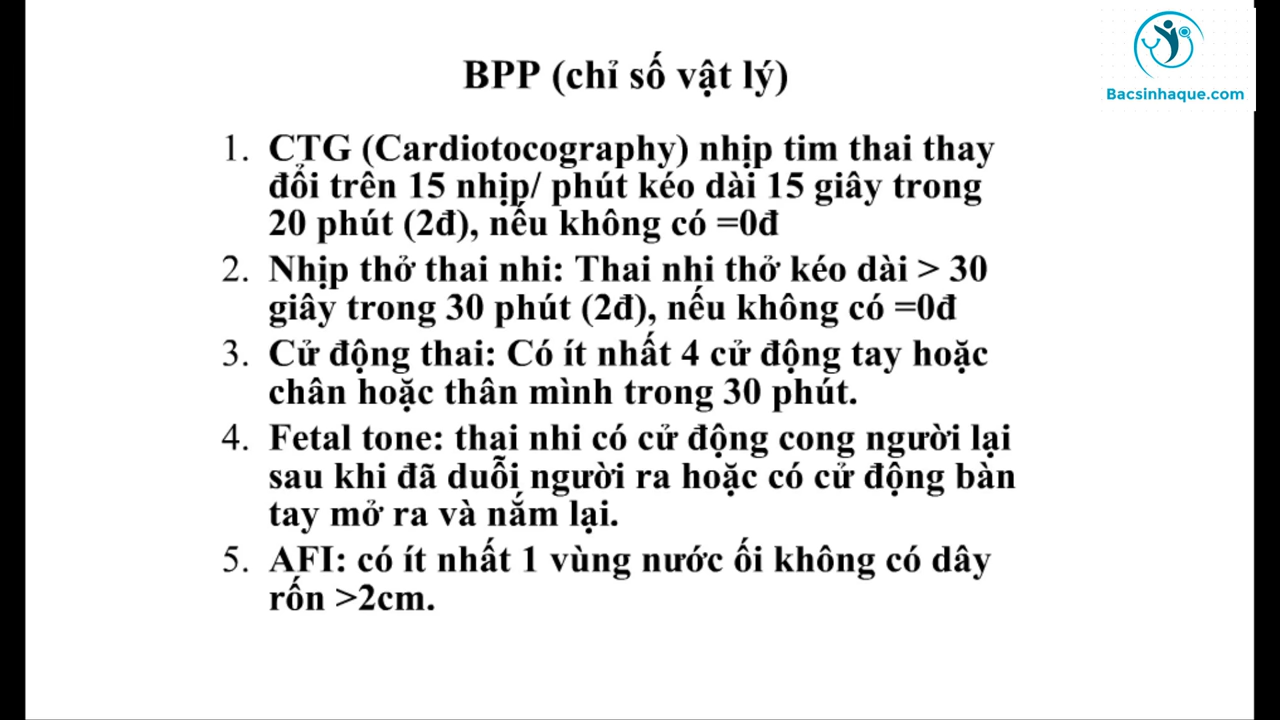 Bacsinhaque.com
BPP (chỉ số vật lý)
1. CTG (Cardiotocography) nhịp tim thai thay
đổi trên 15 nhịp/ phút kéo dài 15 giây trong
20 phút (2đ), nếu không có =0đ
2. Nhịp thở thai nhi: Thai nhi thở kéo dài > 30
giây trong 30 phút (2đ), nếu không có =0đ
3. Cử động thai: Có ít nhất 4 cử động tay hoặc
chân hoặc thân mình trong 30 phút.
4. Fetal tone: thai nhi có cử động cong người lại
sau khi đã duỗi người ra hoặc có cử động bàn
tay mở ra và nắm lại.
5. AFI: có ít nhất 1 vùng nước ối không có dây
rốn >2cm.